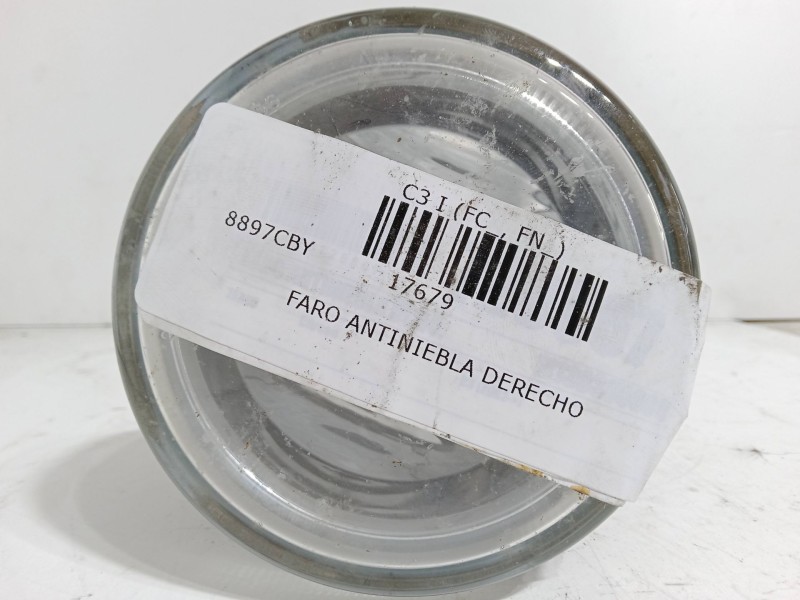 C3 I (FC_, FN_)
8897CBY
17679
FARO ANTINIEBLA DERECHO